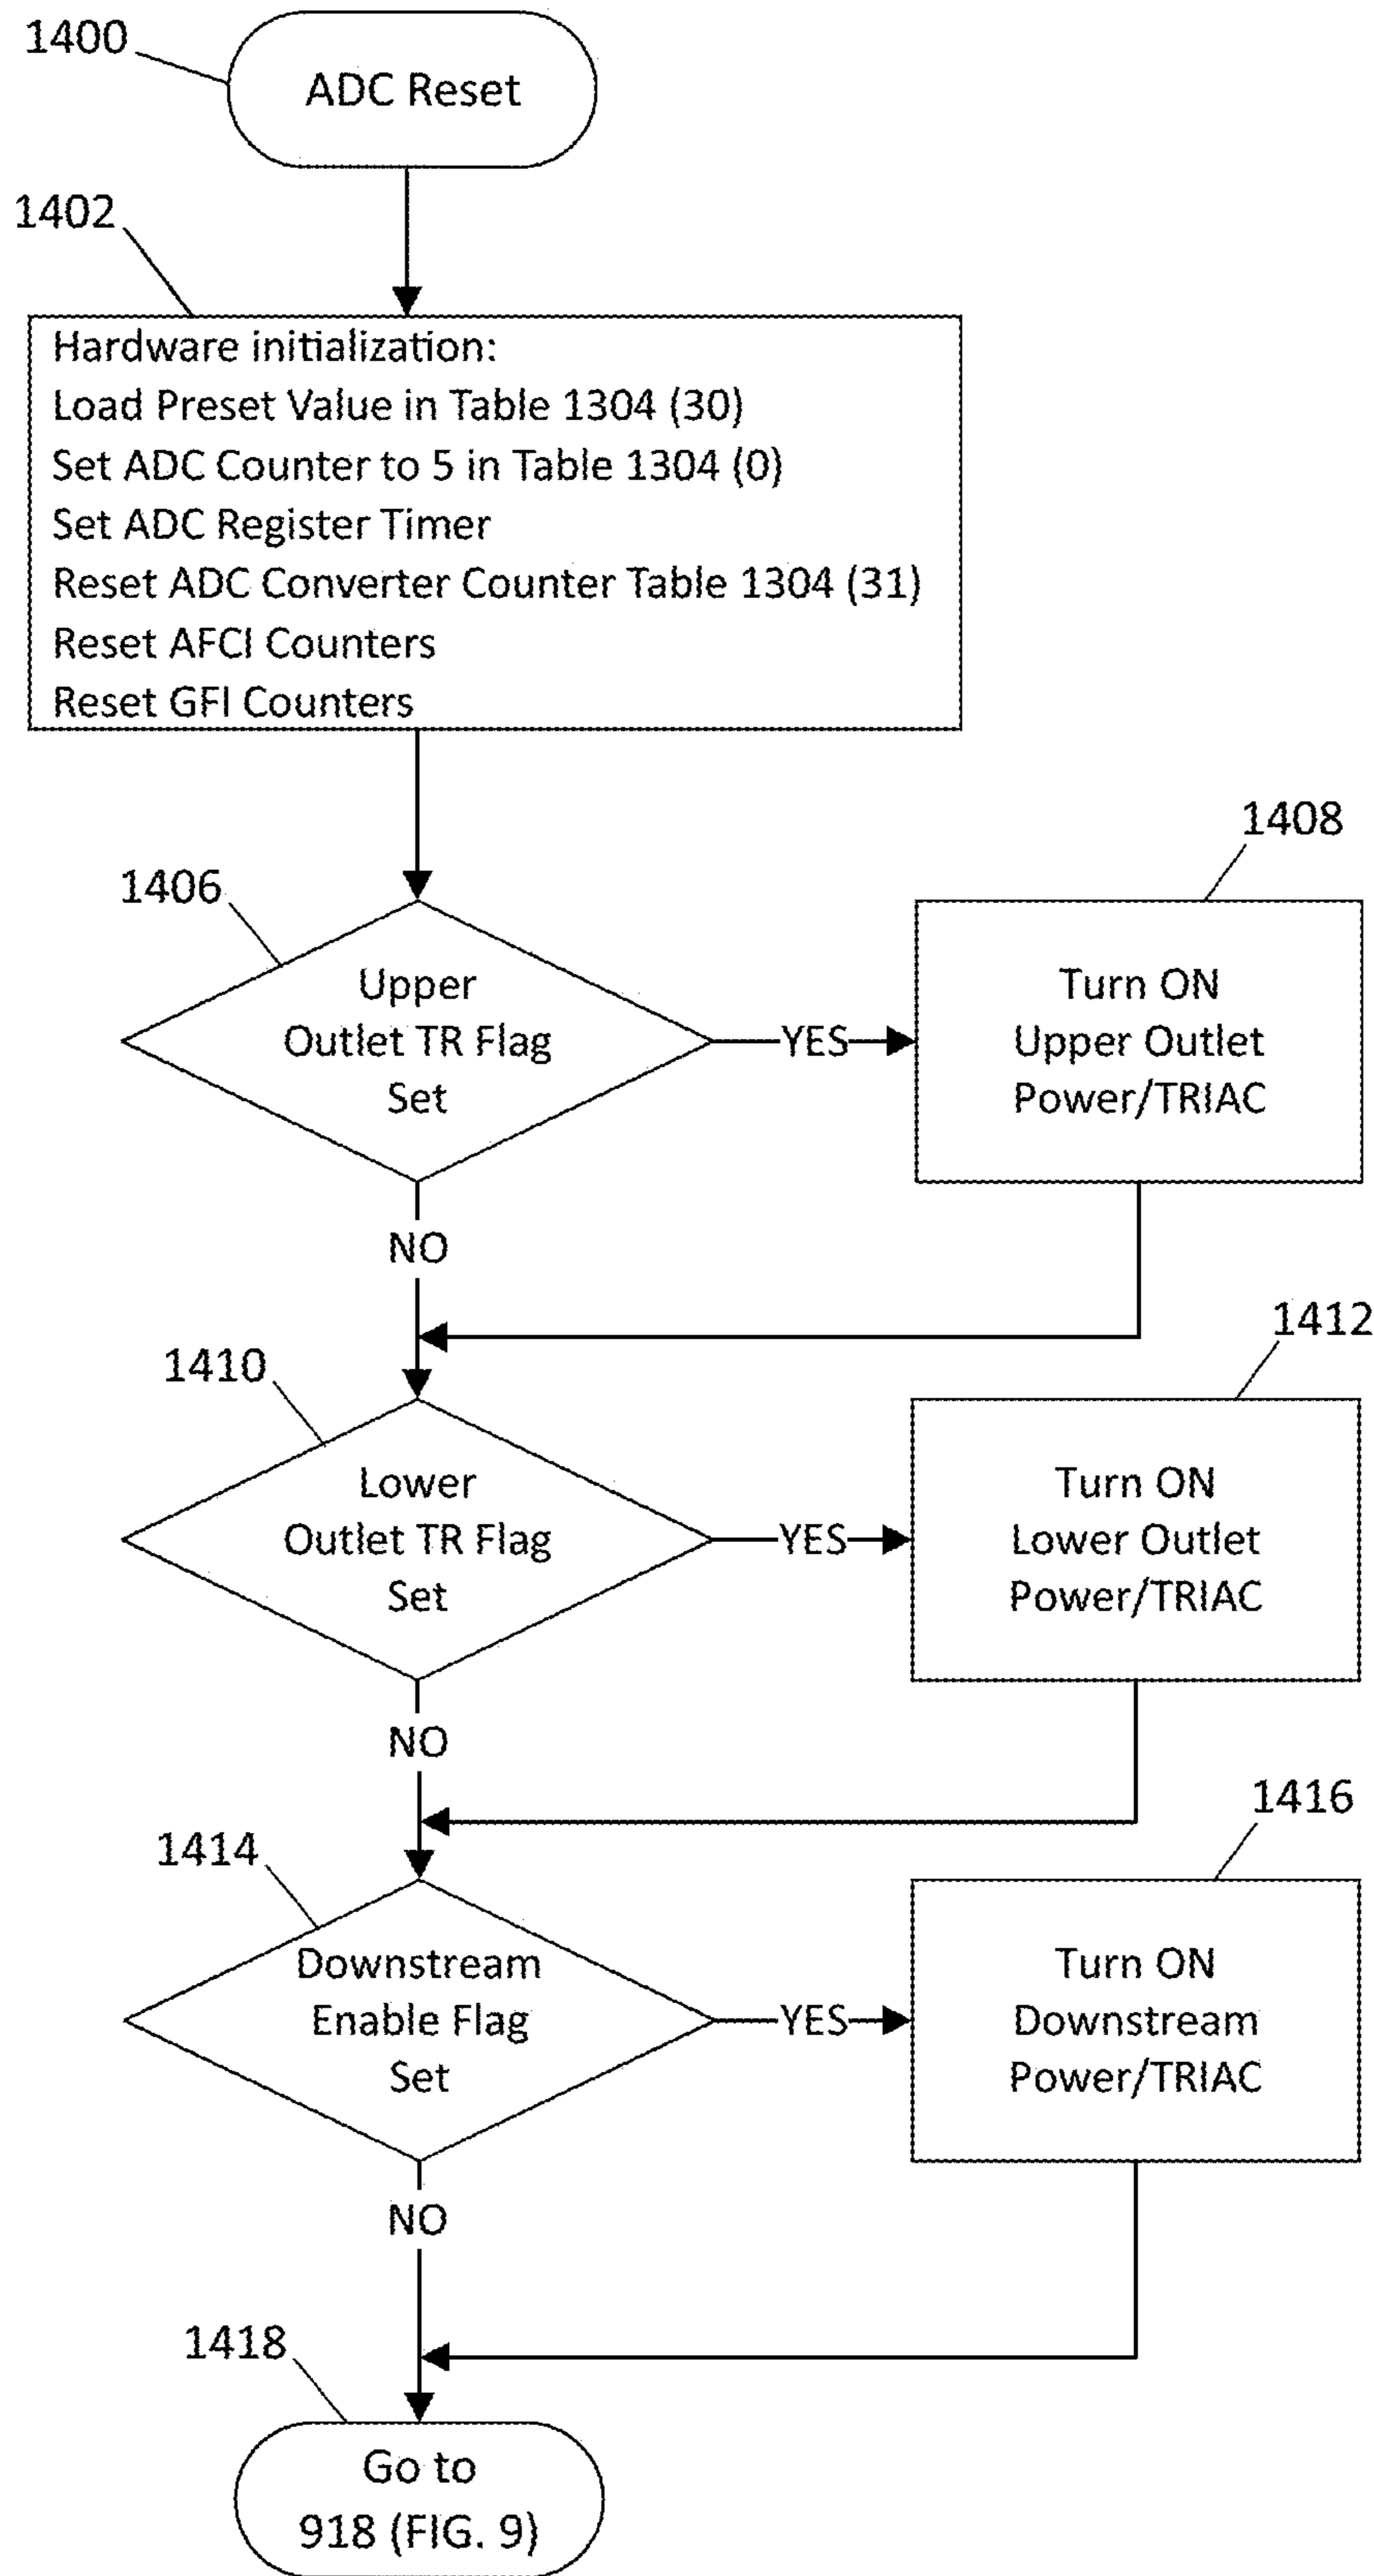 1400
ADC Reset
1402
Hardware initialization:
Load Preset Value in Table 1304 (30)
Set ADC Counter to 5 in Table 1304 (0)
Set ADC Register Timer
Reset ADC Converter Counter Table 1304 (31)
Reset AFCI Counters
Reset GFI Counters
1406
Upper
Outlet TR Flag
Set
YES
1408
Turn ON
Upper Outlet
Power/TRIAC
NO
1410
Lower
Outlet TR Flag
Set
YES
1412
Turn ON
Lower Outlet
Power/TRIAC
NO
1414
Downstream
Enable Flag
Set
YES
1416
Turn ON
Downstream
Power/TRIAC
NO
1418
Go to
918 (FIG. 9)